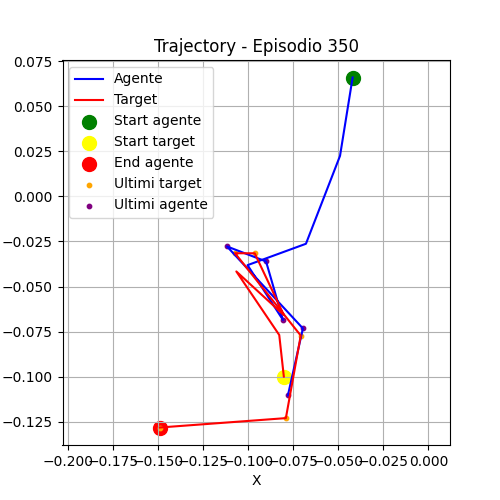 Trajectory - Episodio 350
Agente
Target
Start agente
Start target
End agente
Ultimi target
Ultimi agente
0.075
0.050
0.025
0.000
−0.025
−0.050
−0.075
−0.100
−0.125
−0.200 −0.175 −0.150 −0.125 −0.100 −0.075 −0.050 −0.025 0.000
X